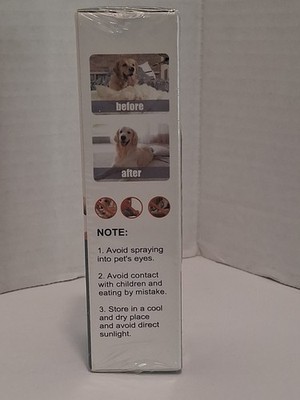 before
after
NOTE:
1. Avoid spraying
into pet's eyes.
2. Avoid contact
with children and
eating by mistake.
3. Store in a cool
and dry place
and avoid direct
sunlight.